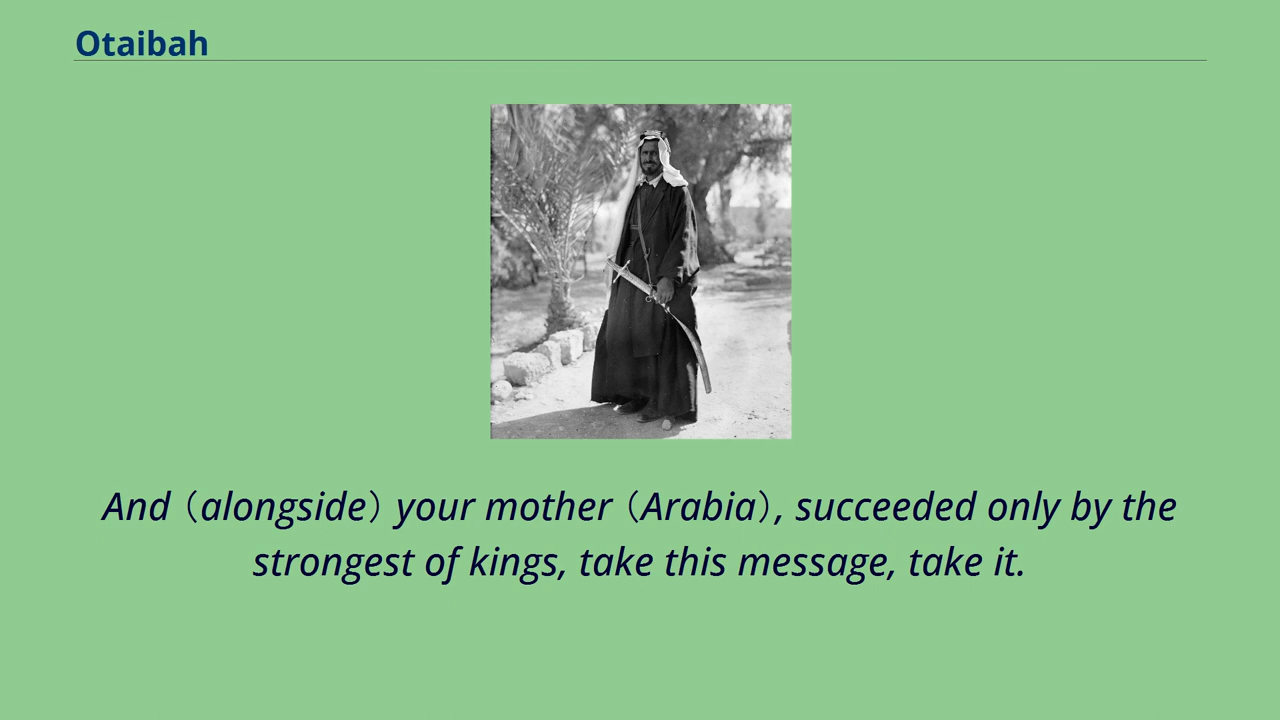 Otaibah
And (alongside) your mother (Arabia), succeeded only by the
strongest of kings, take this message, take it.